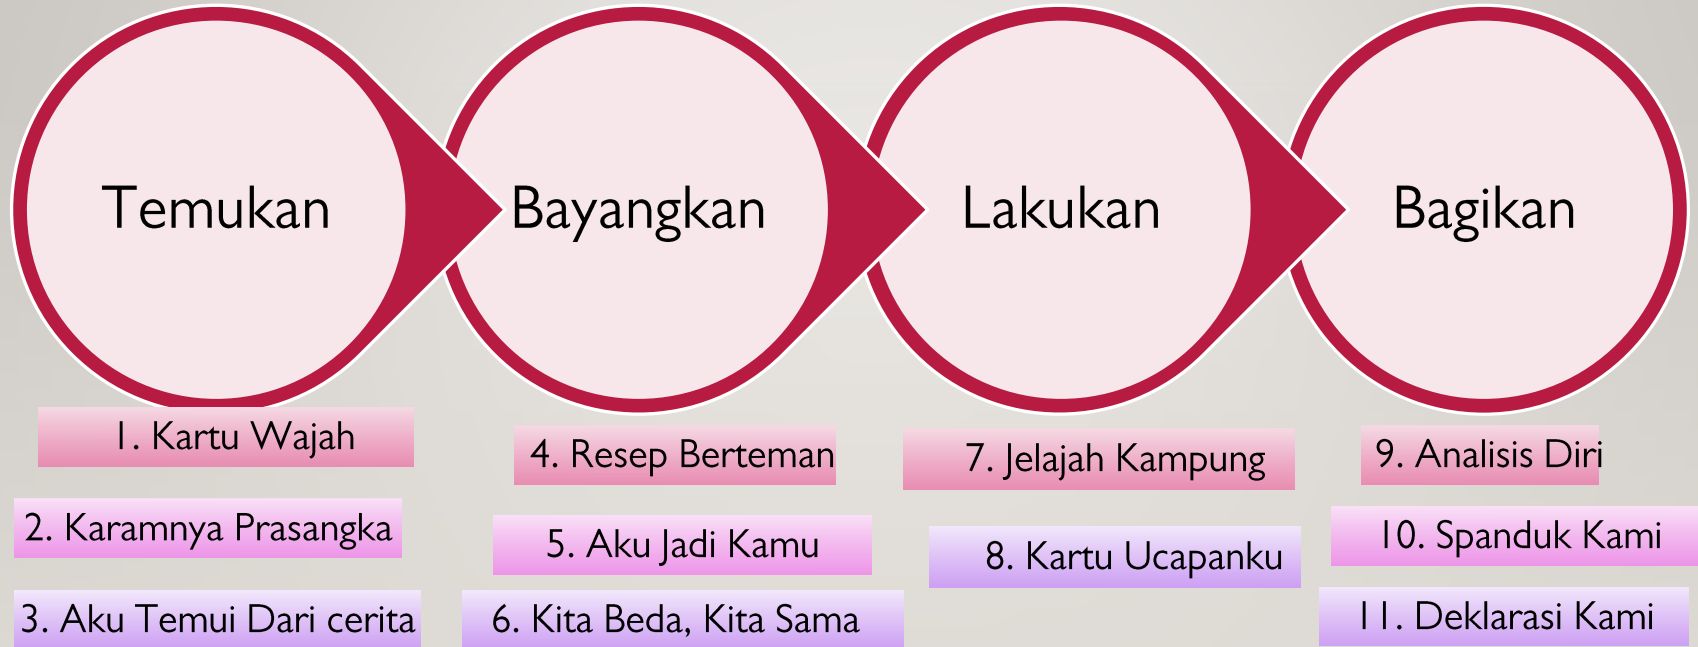 Temukan
Bayangkan
Lakukan
Bagikan
1. Kartu Wajah
2. Karamnya Prasangka
3. Aku Temui Dari cerita
4. Resep Berteman
5. Aku Jadi Kamu
6. Kita Beda, Kita Sama
7. Jelajah Kampung
8. Kartu Ucapanku
9. Analisis Diri
10. Spanduk Kami
11. Deklarasi Kami